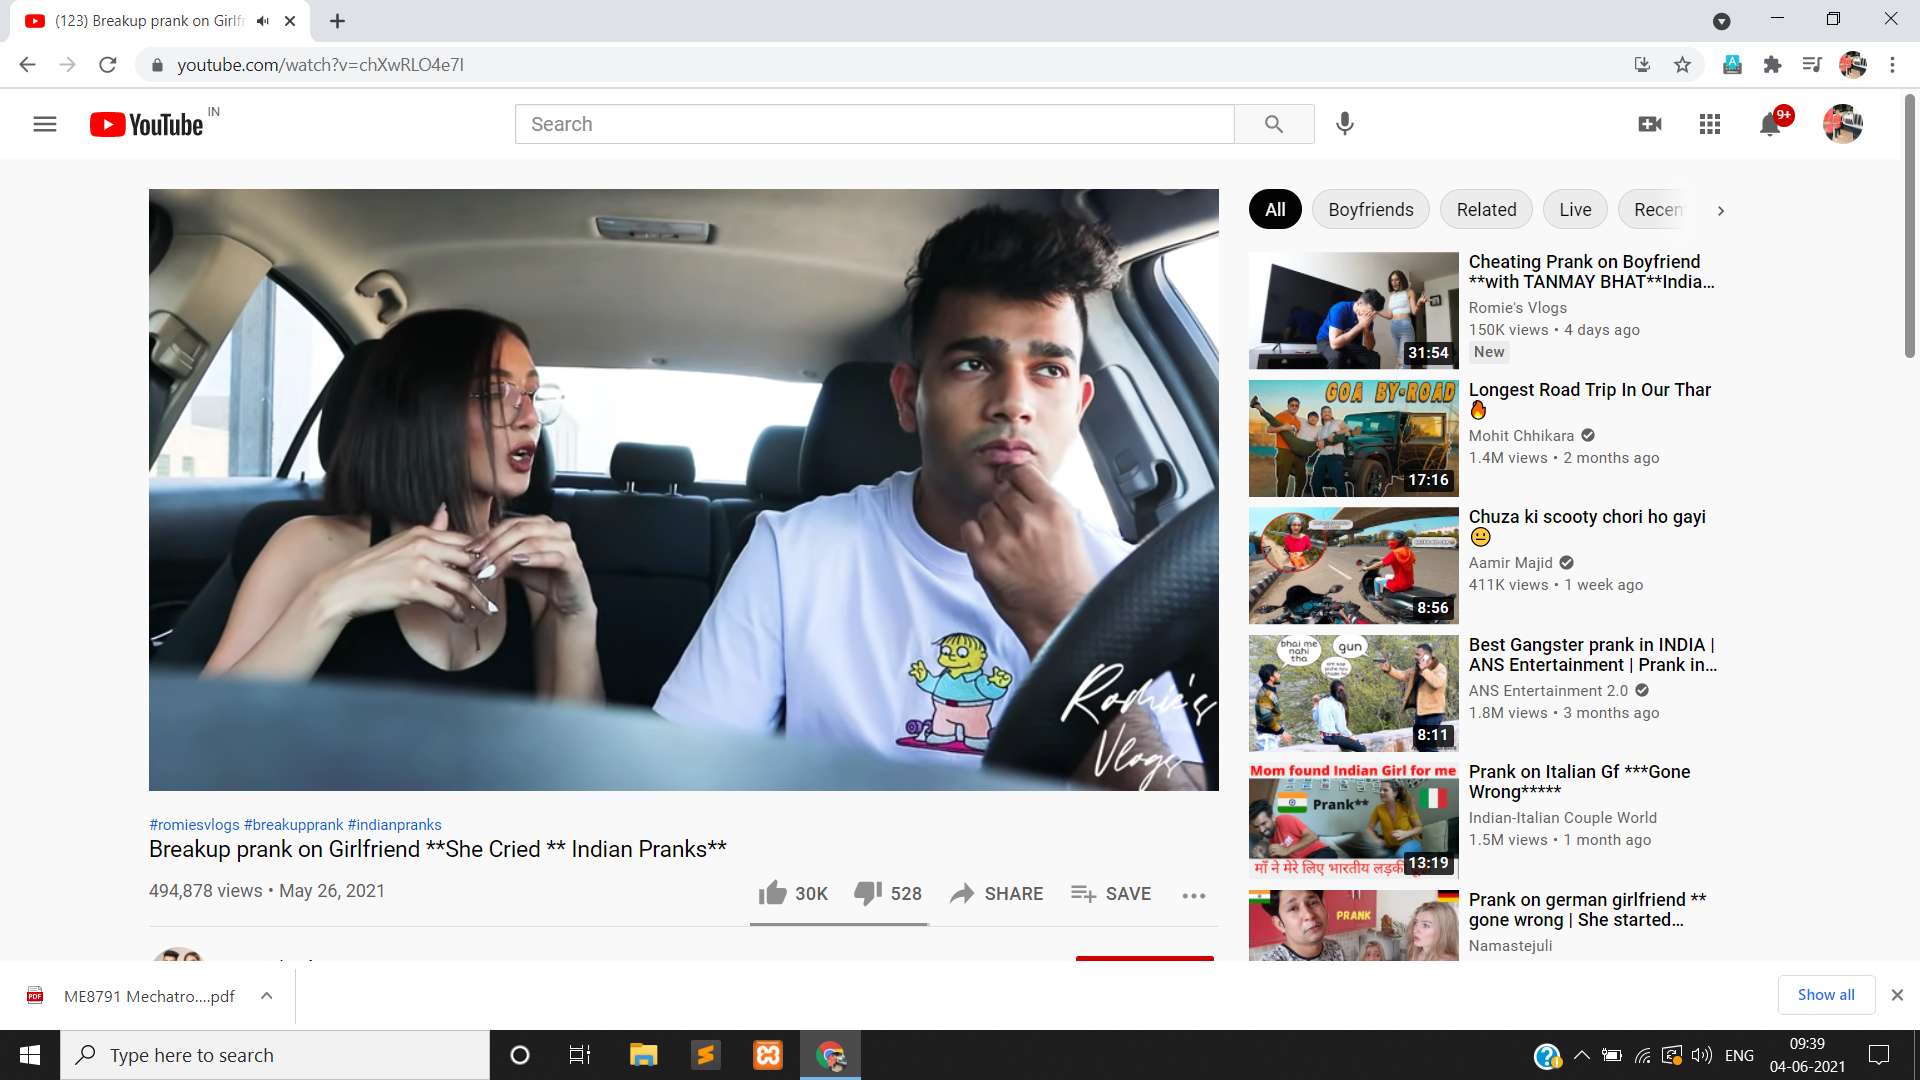 (123) Breakup prank on Girlf
youtube.com/watch?v=chXwRLO4e7I
YouTube IN
Search
9+
All
Boyfriends
Related
Live
Recen
Romie's
Vlogs
#romiesvlogs #breakupprank #indianpranks
Breakup prank on Girlfriend **She Cried ** Indian Pranks**
494,878 views • May 26, 2021
30K
528
SHARE
SAVE
31:54
Cheating Prank on Boyfriend
**with TANMAY BHAT**India...
Romie's Vlogs
150K views • 4 days ago
New
GOA BY-ROAD
17:16
Longest Road Trip In Our Thar
🔥
Mohit Chhikara
1.4M views • 2 months ago
8:56
Chuza ki scooty chori ho gayi
😐
Aamir Majid
411K views • 1 week ago
bhai me
nahi
tha
gun
8:11
Best Gangster prank in INDIA |
ANS Entertainment | Prank in...
ANS Entertainment 2.0
1.8M views • 3 months ago
Mom found Indian Girl for me
Prank**
माँ ने मेरे लिए भारतीय
13:19
Prank on Italian Gf ***Gone
Wrong*****
Indian-Italian Couple World
1.5M views • 1 month ago
PRANK
Prank on german girlfriend **
gone wrong | She started...
Namastejuli
PDF
ME8791 Mechatro....pdf
Show all
Type here to search
ENG
09:39
04-06-2021